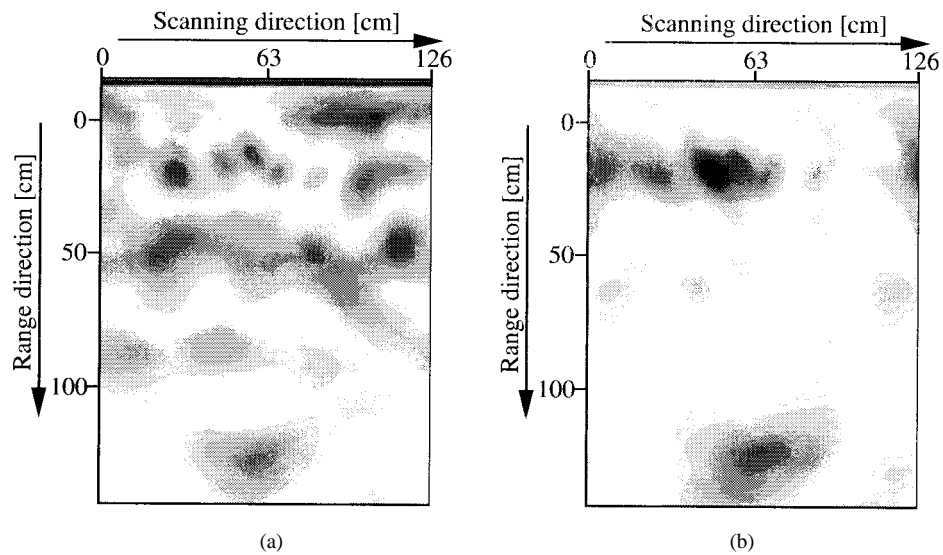 Scanning direction [cm]
0 63 126
Range direction [cm]
0
50
100
(a)
Scanning direction [cm]
0 63 126
Range direction [cm]
0
50
100
(b)